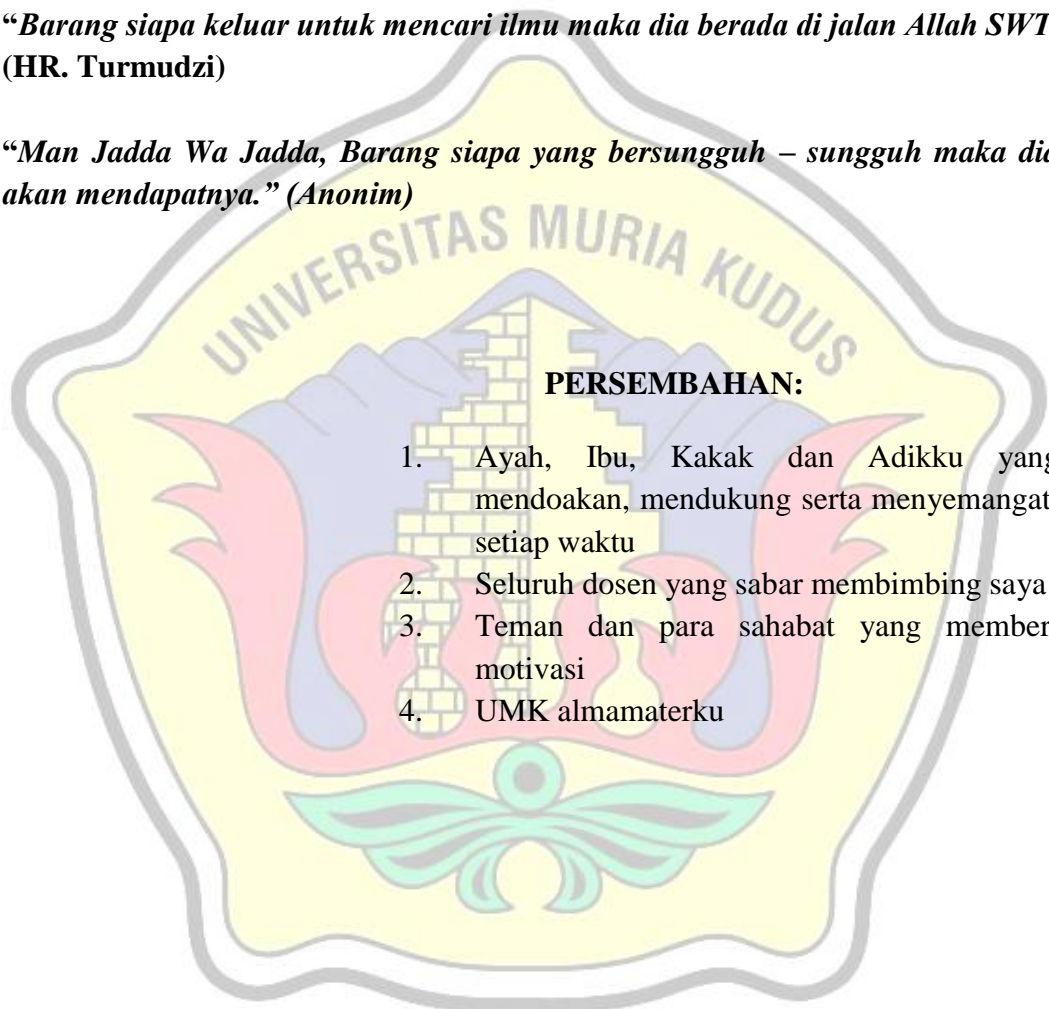 “Barang siapa keluar untuk mencari ilmu maka dia berada di jalan Allah SWT
(HR. Turmudzi)
“Man Jadda Wa Jadda, Barang siapa yang bersungguh – sungguh maka dia
akan mendapatnya.” (Anonim)
UNIVERSITAS MURIA KUDUS
PERSEMBAHAN:
1. Ayah, Ibu, Kakak dan Adikku yang
mendoakan, mendukung serta menyemangat
setiap waktu
2. Seluruh dosen yang sabar membimbing saya
3. Teman dan para sahabat yang member
motivasi
4. UMK almamaterku